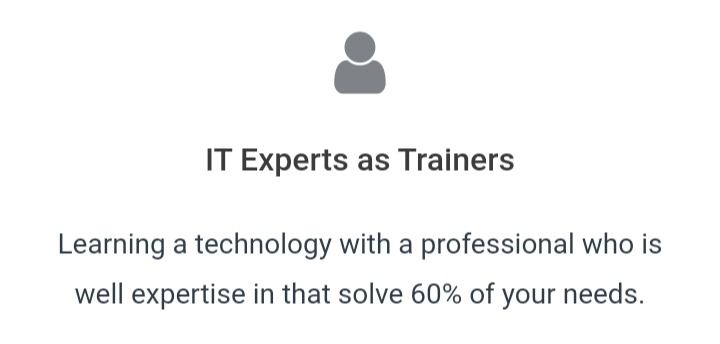 IT Experts as Trainers
Learning a technology with a professional who is
well expertise in that solve 60% of your needs.